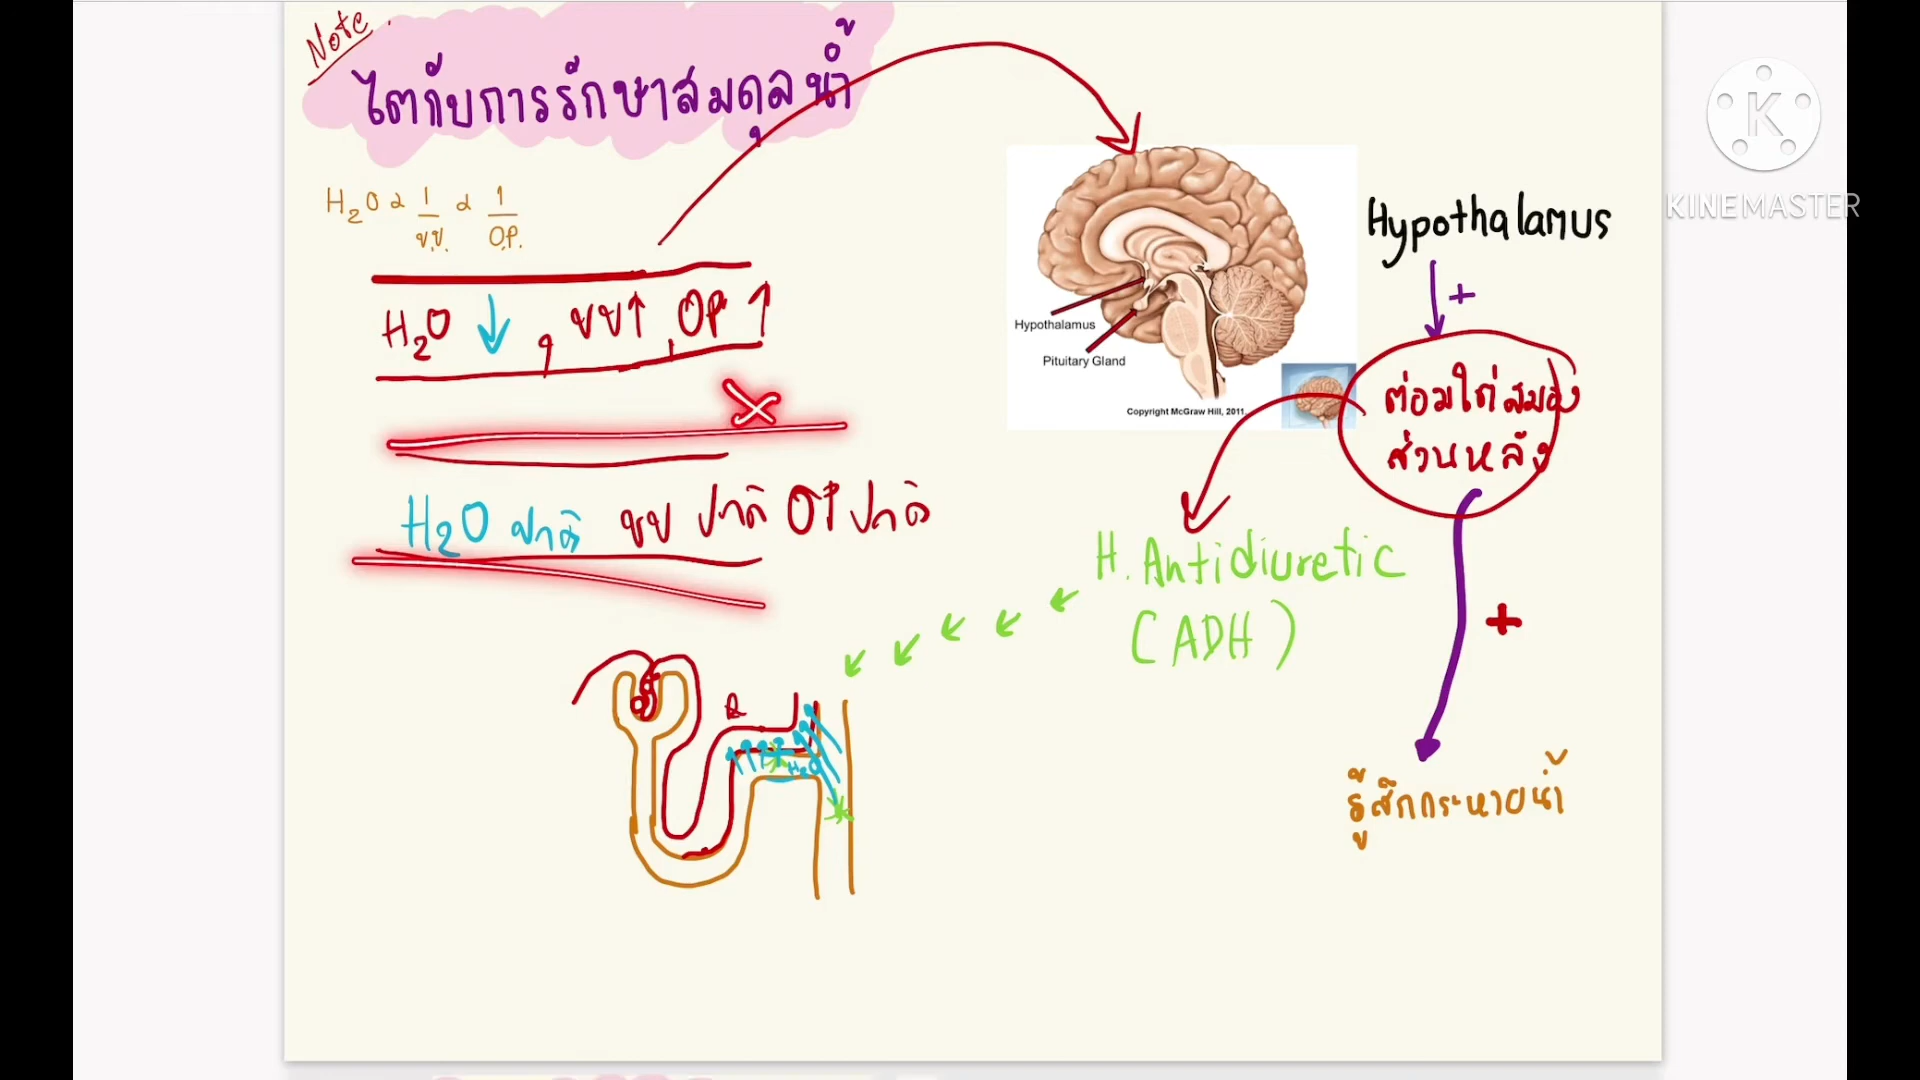 Note
ไตกับการรักษาสมดุลน้ำ
H₂O α 1/ข.ข. α 1/O.P.
H₂O ↓ , ขข↑ , OP ↑
H₂O ปกติ ขข ปกติ OP ปกติ
Hypothalamus
Pituitary Gland
Copyright McGraw Hill, 2011.
Hypothalamus
+
ต่อมใต้สมอง
ส่วนหลัง
H. Antidiuretic
(ADH)
+
รู้สึกกระหายน้ำ
H₂O
K
KINEMASTER